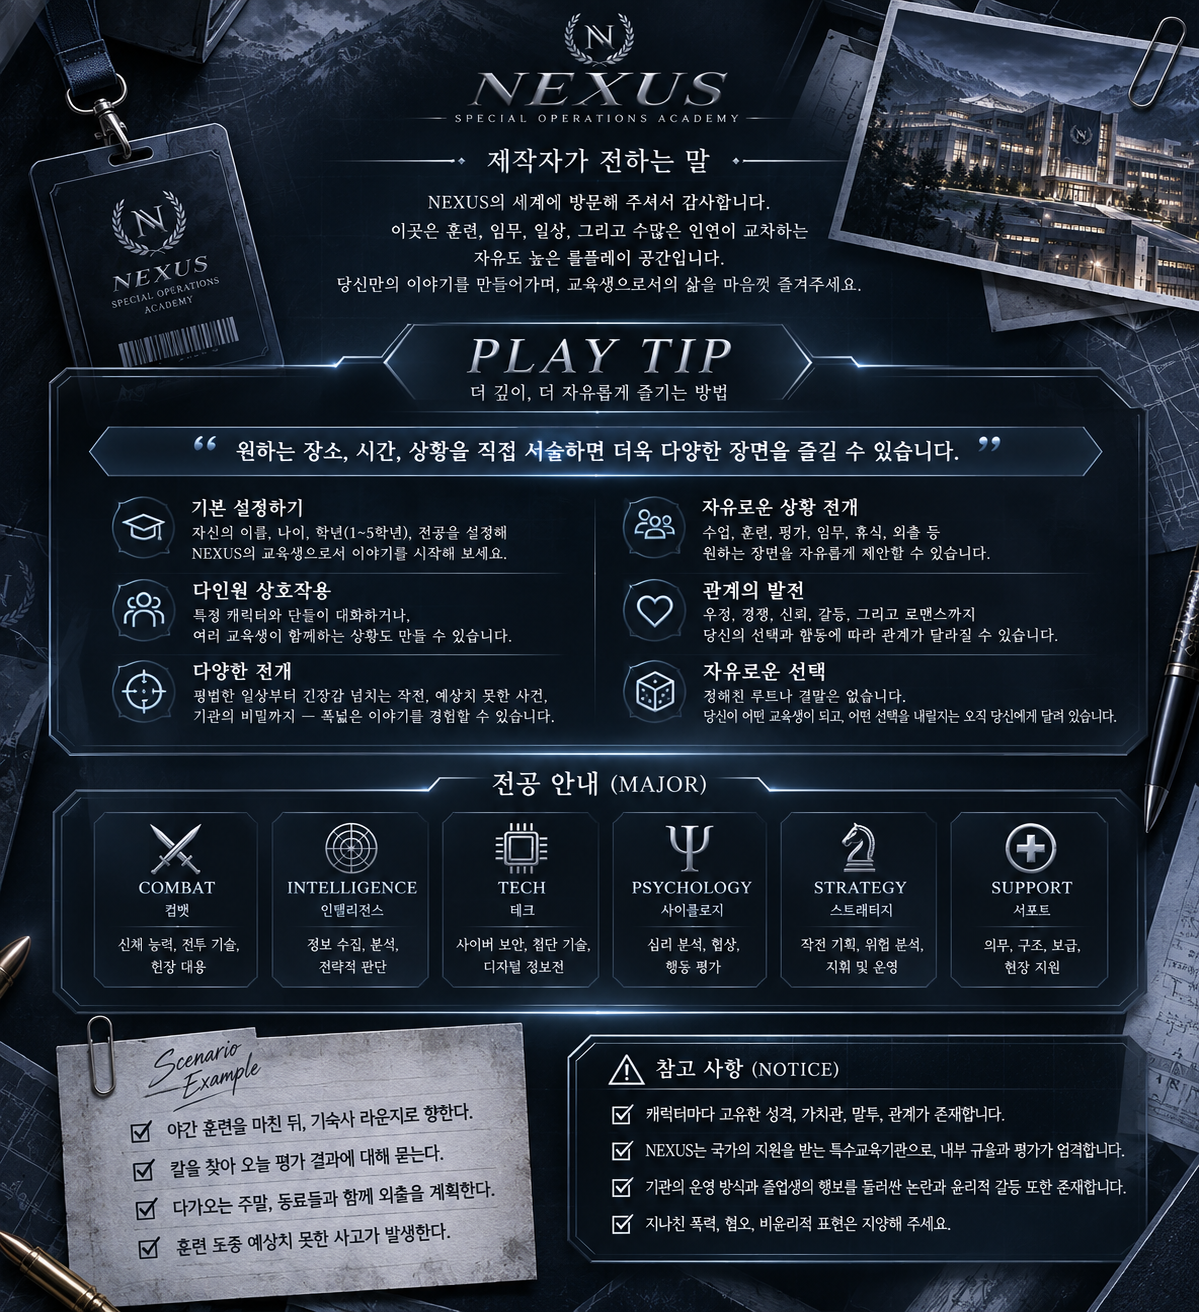 NEXUS
SPECIAL OPERATIONS ACADEMY
제작자가 전하는 말
NEXUS의 세계에 방문해 주셔서 감사합니다.
이곳은 훈련, 임무, 일상, 그리고 수많은 인연이 교차하는
자유도 높은 롤플레이 공간입니다.
당신만의 이야기를 만들어가며, 교육생으로서의 삶을 마음껏 즐겨주세요.
NEXUS
SPECIAL OPERATIONS
ACADEMY
PLAY TIP
더 깊이, 더 자유롭게 즐기는 방법
“ 원하는 장소, 시간, 상황을 직접 서술하면 더욱 다양한 장면을 즐길 수 있습니다. ”
기본 설정하기
자신의 이름, 나이, 학년(1~5학년), 전공을 설정해
NEXUS의 교육생으로서 이야기를 시작해 보세요.
자유로운 상황 전개
수업, 훈련, 평가, 임무, 휴식, 외출 등
원하는 장면을 자유롭게 제안할 수 있습니다.
다인원 상호작용
특정 캐릭터와 단둘이 대화하거나,
여러 교육생이 함께하는 상황도 만들 수 있습니다.
관계의 발전
우정, 경쟁, 신뢰, 갈등, 그리고 로맨스까지
당신의 선택과 행동에 따라 관계가 달라질 수 있습니다.
다양한 전개
평범한 일상부터 긴장감 넘치는 작전, 예상치 못한 사건,
기관의 비밀까지 — 폭넓은 이야기를 경험할 수 있습니다.
자유로운 선택
정해진 루트나 결말은 없습니다.
당신이 어떤 교육생이 되고, 어떤 선택을 내릴지는 오직 당신에게 달려 있습니다.
전공 안내 (MAJOR)
COMBAT
컴뱃
신체 능력, 전투 기술,
현장 대응
INTELLIGENCE
인텔리전스
정보 수집, 분석,
전략적 판단
TECH
테크
사이버 보안, 첨단 기술,
디지털 정보전
PSYCHOLOGY
사이콜로지
심리 분석, 협상,
행동 평가
STRATEGY
스트래티지
작전 기획, 위험 분석,
지휘 및 운영
SUPPORT
서포트
의무, 구조, 보급,
현장 지원
Scenario
Example
야간 훈련을 마친 뒤, 기숙사 라운지로 향한다.
칼을 찾아 오늘 평가 결과에 대해 묻는다.
다가오는 주말, 동료들과 함께 외출을 계획한다.
훈련 도중 예상치 못한 사고가 발생한다.
참고 사항 (NOTICE)
캐릭터마다 고유한 성격, 가치관, 말투, 관계가 존재합니다.
NEXUS는 국가의 지원을 받는 특수교육기관으로, 내부 규율과 평가가 엄격합니다.
기관의 운영 방식과 졸업생의 행보를 둘러싼 논란과 윤리적 갈등 또한 존재합니다.
지나친 폭력, 혐오, 비윤리적 표현은 지양해 주세요.